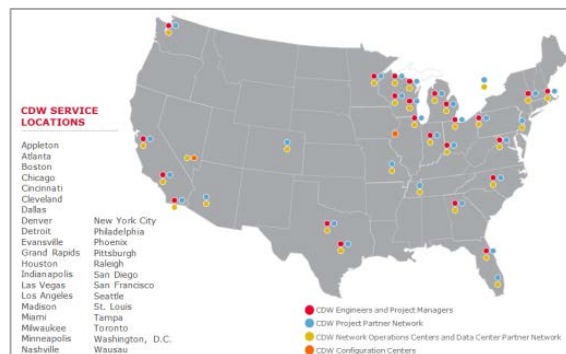 CDW SERVICE
LOCATIONS
Appleton
Atlanta
Boston
Chicago
Cincinnati
Cleveland
Dallas
Denver
Detroit
Evansville
Grand Rapids
Houston
Indianapolis
Las Vegas
Los Angeles
Madison
Miami
Milwaukee
Minneapolis
Nashville
New York City
Philadelphia
Phoenix
Pittsburgh
Raleigh
San Diego
San Francisco
Seattle
St. Louis
Tampa
Toronto
Washington, D.C.
Wausau
CDW Engineers and Project Managers
CDW Project Partner Network
CDW Network Operations Centers and Data Center Partner Network
CDW Configuration Centers